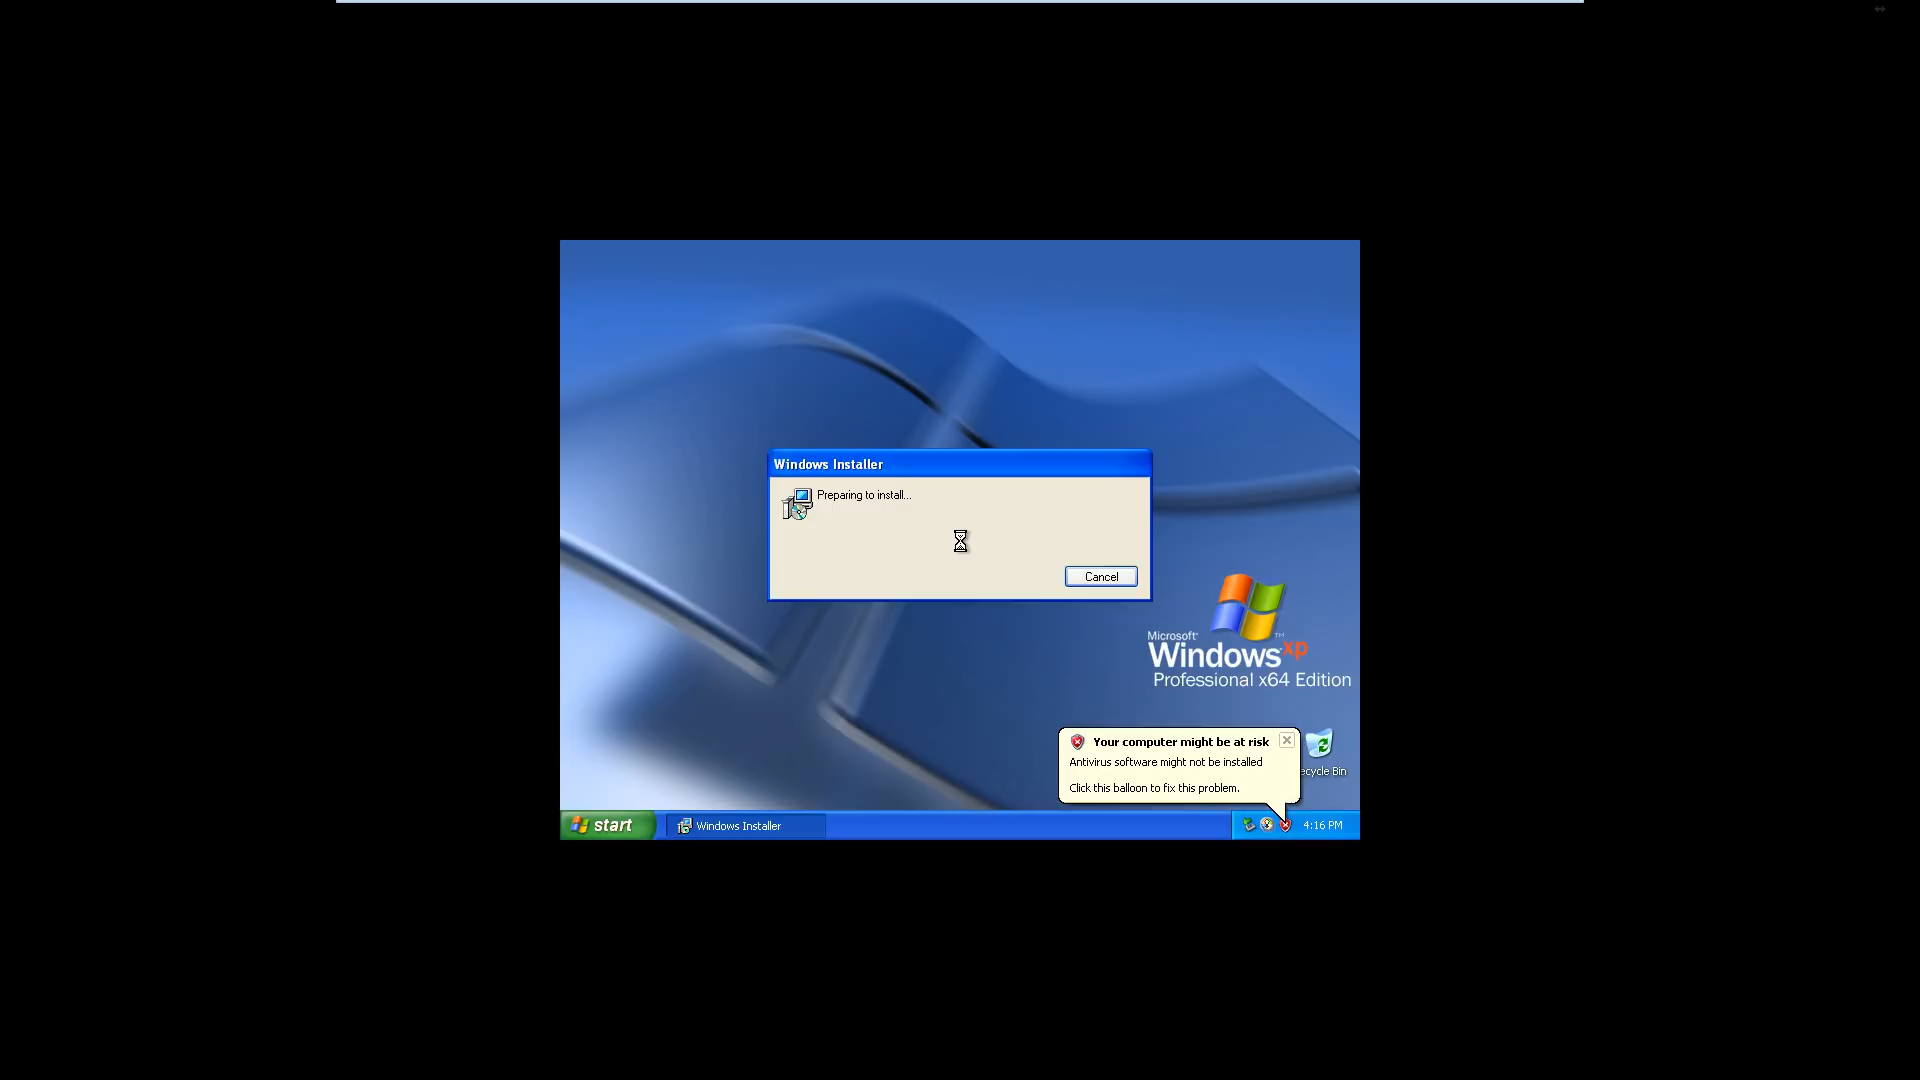 Windows Installer
Preparing to install...
Cancel
Microsoft
Windows xp
TM
Professional x64 Edition
Your computer might be at risk
Antivirus software might not be installed
Click this balloon to fix this problem.
ecycle Bin
start
Windows Installer
4:16 PM